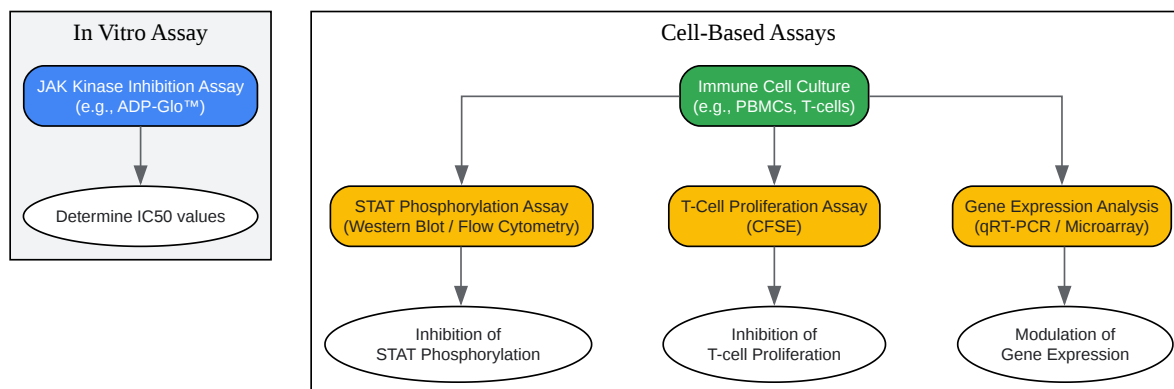 In Vitro Assay
JAK Kinase Inhibition Assay
(e.g., ADP-Glo™)
Determine IC50 values
Cell-Based Assays
Immune Cell Culture
(e.g., PBMCs, T-cells)
STAT Phosphorylation Assay
(Western Blot / Flow Cytometry)
T-Cell Proliferation Assay
(CFSE)
Gene Expression Analysis
(qRT-PCR / Microarray)
Inhibition of
STAT Phosphorylation
Inhibition of
T-cell Proliferation
Modulation of
Gene Expression